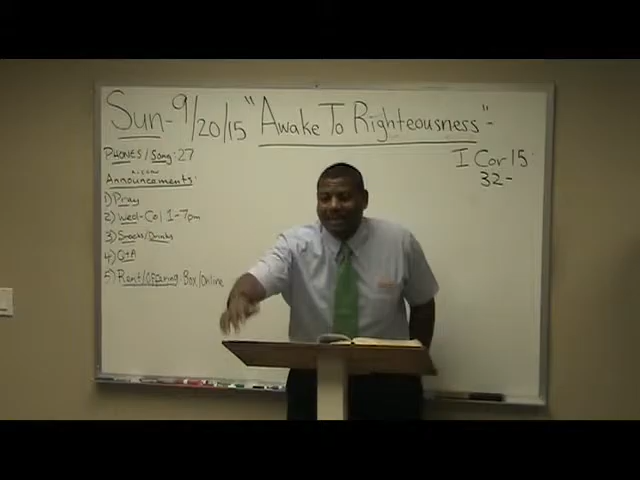 Sun-9/20/15 "Awake To Righteousness"-
PHONES/Song: 27
Announcements:
1) Pray
2) Wed-Col 1-7pm
3) Snacks/Drinks
4) Q+A
5) Rent/Offering Box/Online
I Cor 15:
32-